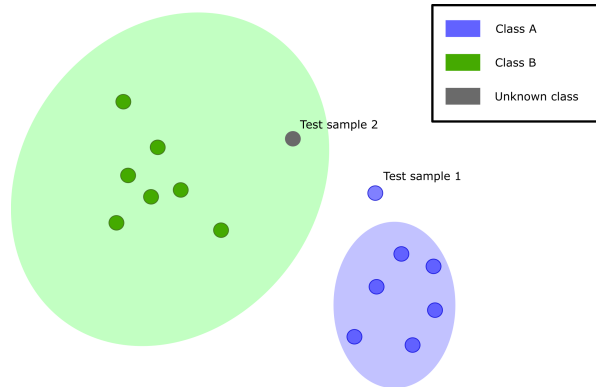 Class A
Class B
Unknown class
Test sample 2
Test sample 1